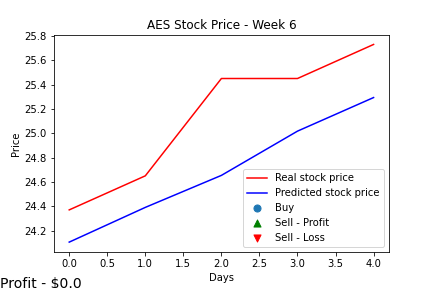 AES Stock Price - Week 6
Price
25.8
25.6
25.4
25.2
25.0
24.8
24.6
24.4
24.2
Real stock price
Predicted stock price
Buy
Sell - Profit
Sell - Loss
0.0 0.5 1.0 1.5 2.0 2.5 3.0 3.5 4.0
Days
Profit - $0.0